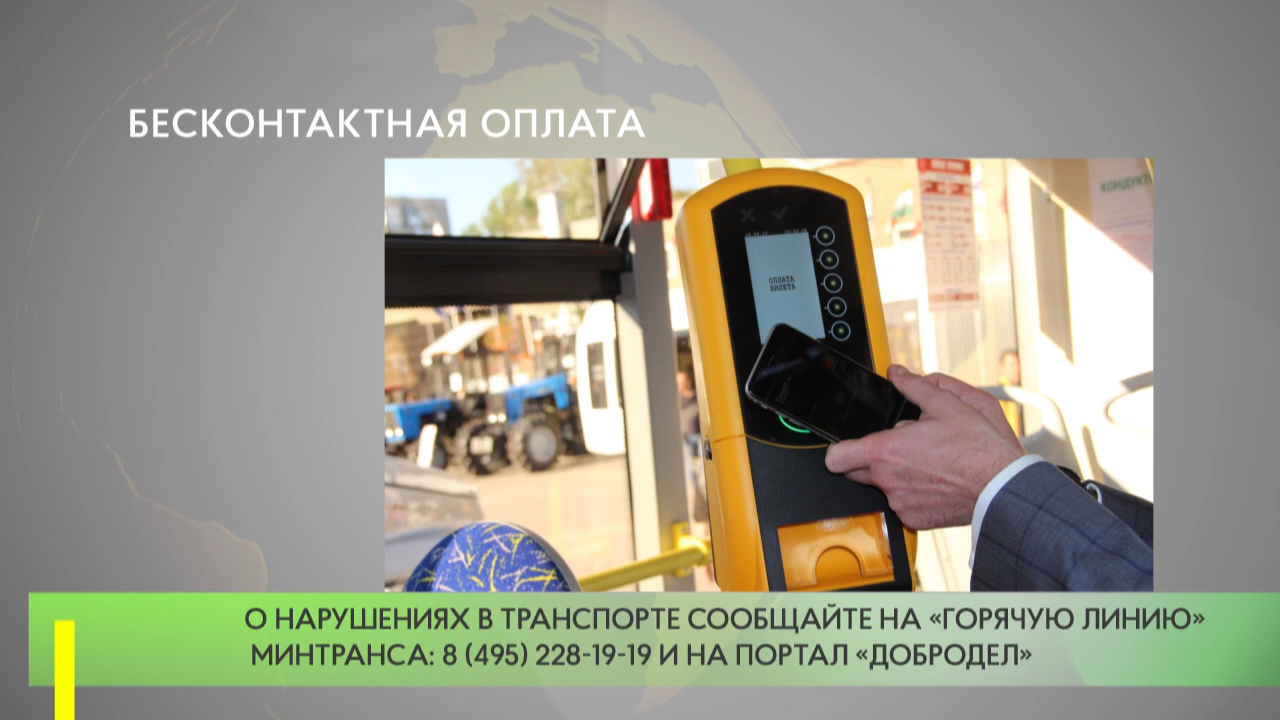 БЕСКОНТАКТНАЯ ОПЛАТА
ОПЛАТА
БИЛЕТА
О НАРУШЕНИЯХ В ТРАНСПОРТЕ СООБЩАЙТЕ НА «ГОРЯЧУЮ ЛИНИЮ»
МИНТРАНСА: 8 (495) 228-19-19 И НА ПОРТАЛ «ДОБРОДЕЛ»